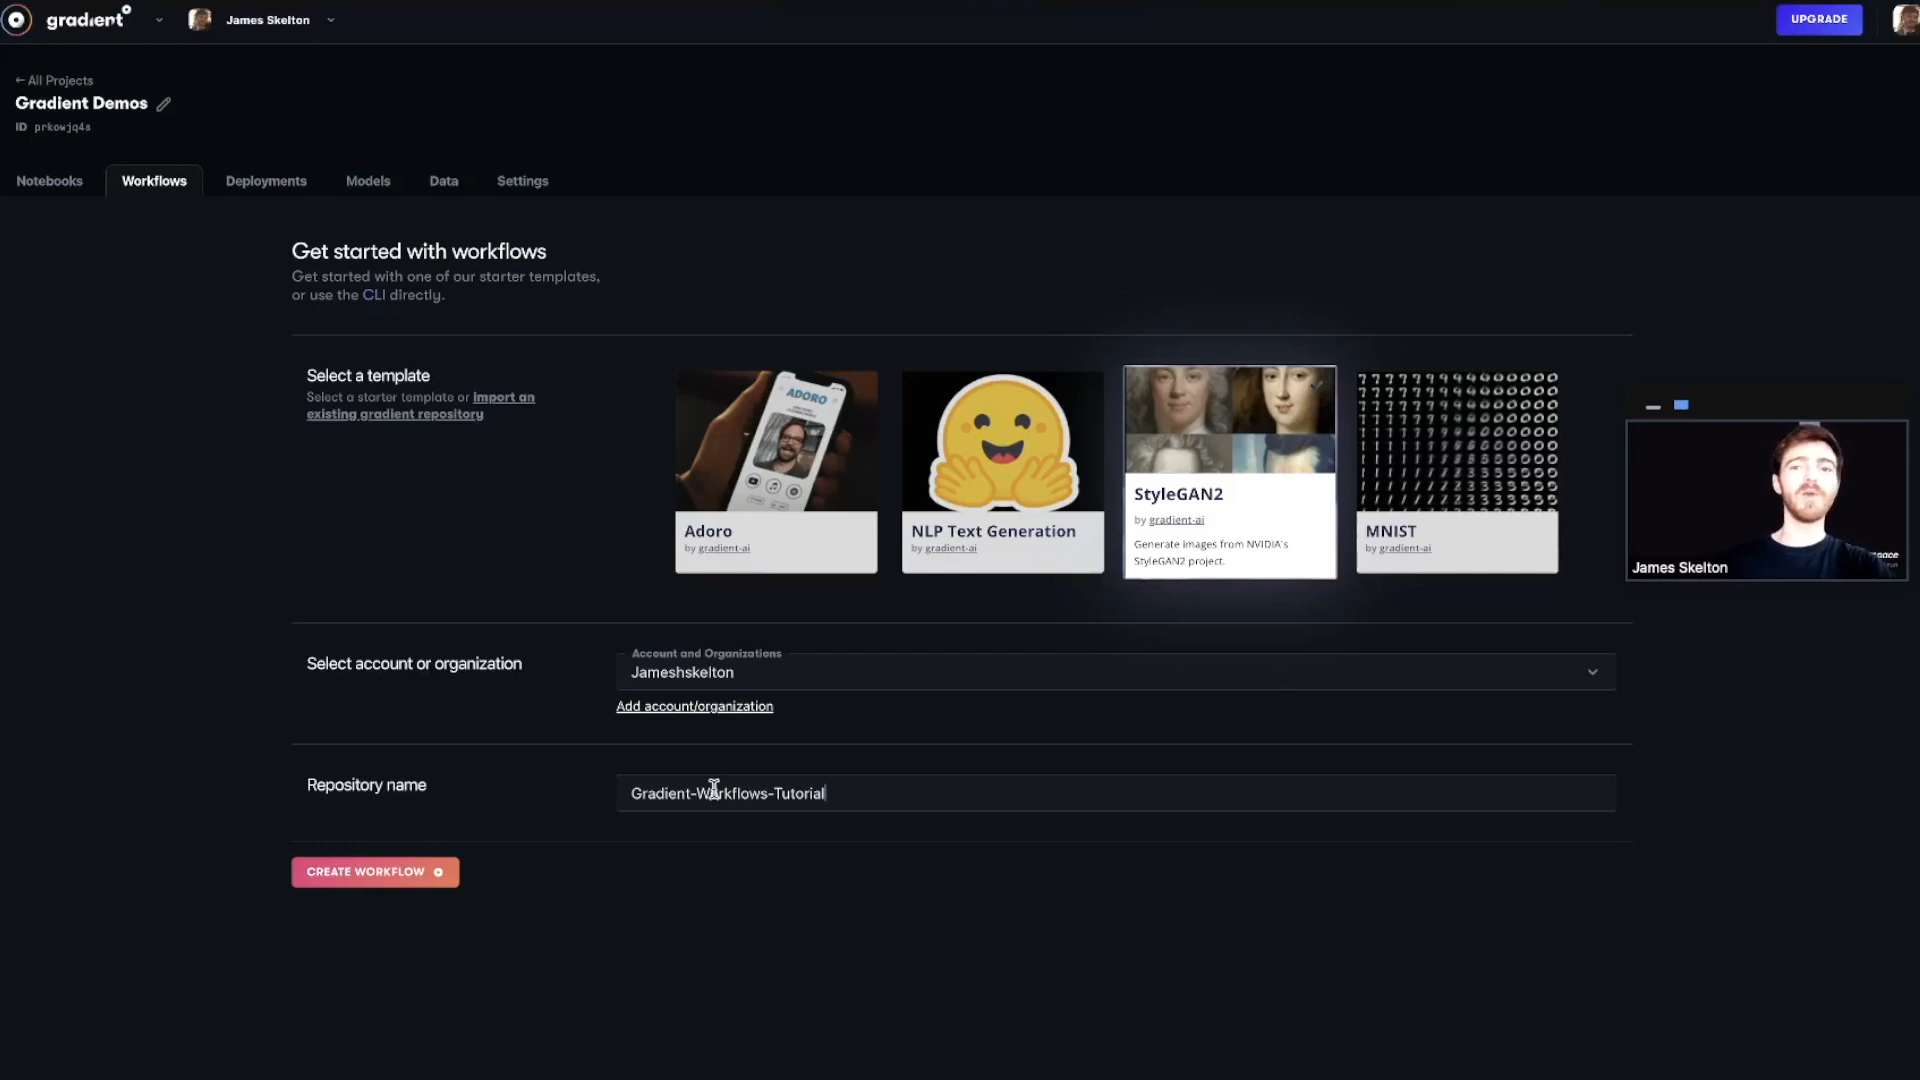 gradient
James Skelton
UPGRADE
← All Projects
Gradient Demos
ID prkowjq4s
Notebooks
Workflows
Deployments
Models
Data
Settings
Get started with workflows
Get started with one of our starter templates,
or use the CLI directly.
Select a template
Select a starter template or import an
existing gradient repository
ADORO
Adoro
by gradient-ai
NLP Text Generation
by gradient-ai
StyleGAN2
by gradient-ai
Generate images from NVIDIA's
StyleGAN2 project.
MNIST
by gradient-ai
James Skelton
Select account or organization
Account and Organizations
Jameshskelton
Add account/organization
Repository name
Gradient-Workflows-Tutorial
CREATE WORKFLOW